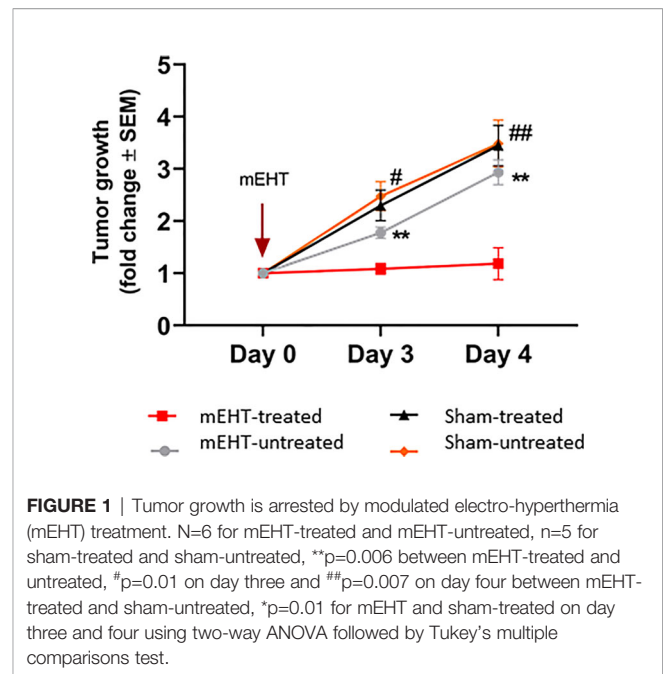 5
4
3
2
1
0
Tumor growth
(fold change ± SEM)
mEHT
#
**
##
**
Day 0 Day 3 Day 4
mEHT-treated Sham-treated
mEHT-untreated Sham-untreated
FIGURE 1 | Tumor growth is arrested by modulated electro-hyperthermia
(mEHT) treatment. N=6 for mEHT-treated and mEHT-untreated, n=5 for
sham-treated and sham-untreated, **p=0.006 between mEHT-treated and
untreated, #p=0.01 on day three and ##p=0.007 on day four between mEHT-
treated and sham-untreated, *p=0.01 for mEHT and sham-treated on day
three and four using two-way ANOVA followed by Tukey’s multiple
comparisons test.